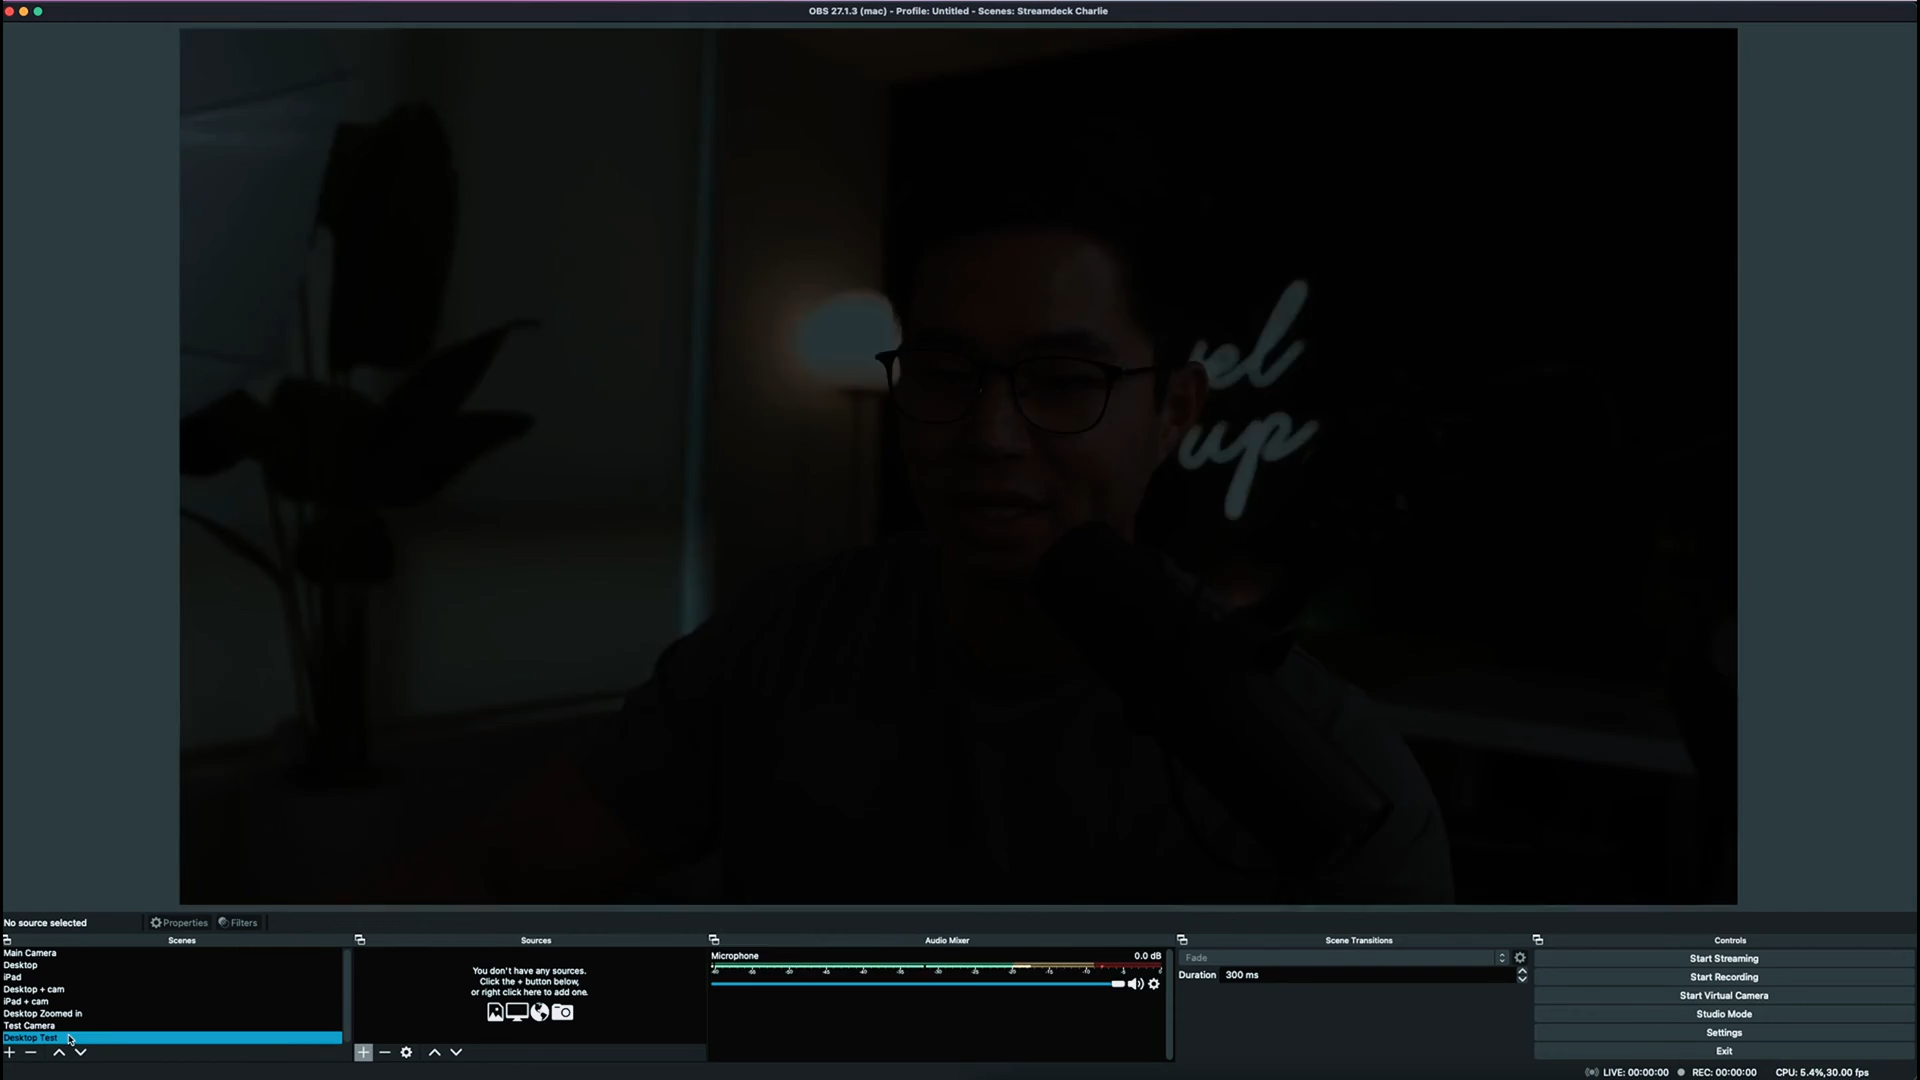 OBS 27.1.3 (mac) - Profile: Untitled - Scenes: Streamdeck Charlie
el
up
No source selected
Properties
Filters
Scenes
Main Camera
Desktop
iPad
Desktop + cam
iPad + cam
Desktop Zoomed in
Test Camera
Desktop Test
Sources
You don't have any sources.
Click the + button below,
or right click here to add one.
Audio Mixer
Microphone
0.0 dB
Scene Transitions
Fade
Duration
300 ms
Controls
Start Streaming
Start Recording
Start Virtual Camera
Studio Mode
Settings
Exit
LIVE: 00:00:00
REC: 00:00:00
CPU: 5.4%,30.00 fps